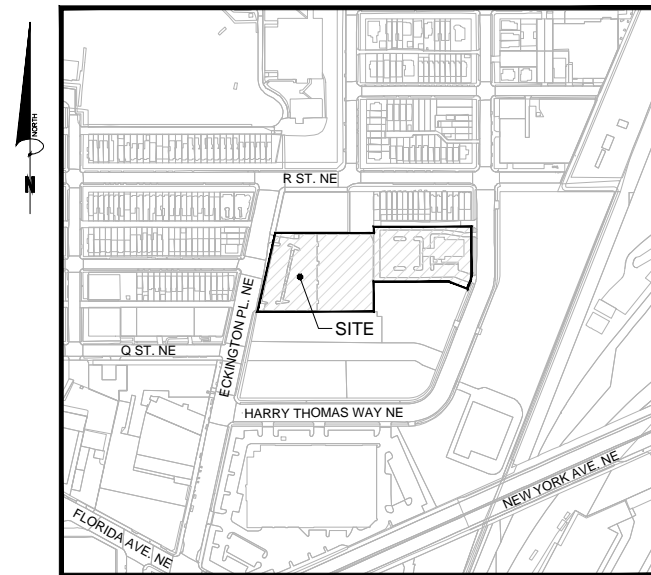 NORTH
N
R ST. NE
ECKINGTON PL. NE
SITE
Q ST. NE
HARRY THOMAS WAY NE
NEW YORK AVE. NE
FLORIDA AVE. NE